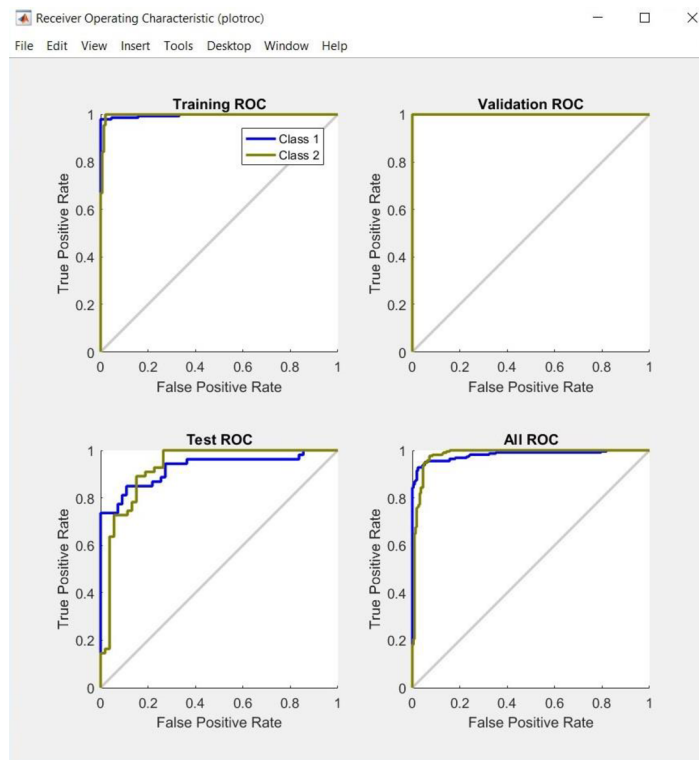 Receiver Operating Characteristic (plotroc)
File Edit View Insert Tools Desktop Window Help
Training ROC
1
0.8
0.6
0.4
0.2
0
True Positive Rate
Class 1
Class 2
0 0.2 0.4 0.6 0.8 1
False Positive Rate
Validation ROC
1
0.8
0.6
0.4
0.2
0
True Positive Rate
0 0.2 0.4 0.6 0.8 1
False Positive Rate
Test ROC
1
0.8
0.6
0.4
0.2
0
True Positive Rate
0 0.2 0.4 0.6 0.8 1
False Positive Rate
All ROC
1
0.8
0.6
0.4
0.2
0
True Positive Rate
0 0.2 0.4 0.6 0.8 1
False Positive Rate